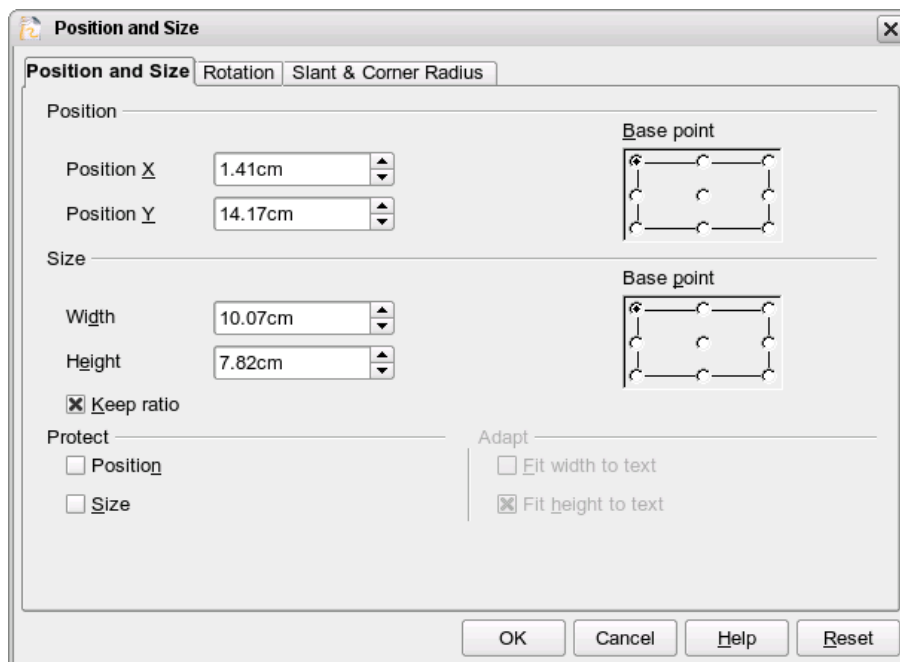 Position and Size
Position and Size Rotation Slant & Corner Radius
Position
Base point
Position X 1.41cm
Position Y 14.17cm
Size
Base point
Width 10.07cm
Height 7.82cm
Keep ratio
Protect Adapt
Position Fit width to text
Size Fit height to text
OK Cancel Help Reset